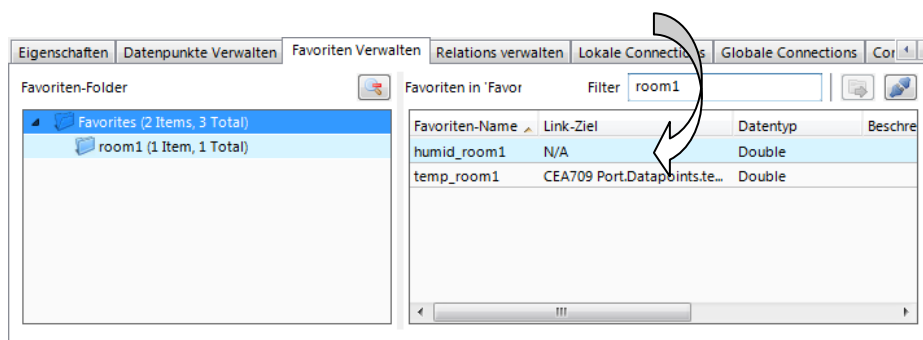 Eigenschaften Datenpunkte Verwalten Favoriten Verwalten Relations verwalten Lokale Connections Globale Connections Cor
Favoriten-Folder Favoriten in 'Favor Filter room1
Favorites (2 Items, 3 Total)
room1 (1 Item, 1 Total)
Favoriten-Name Link-Ziel Datentyp Beschre
humid_room1 N/A Double
temp_room1 CEA709 Port.Datapoints.te... Double